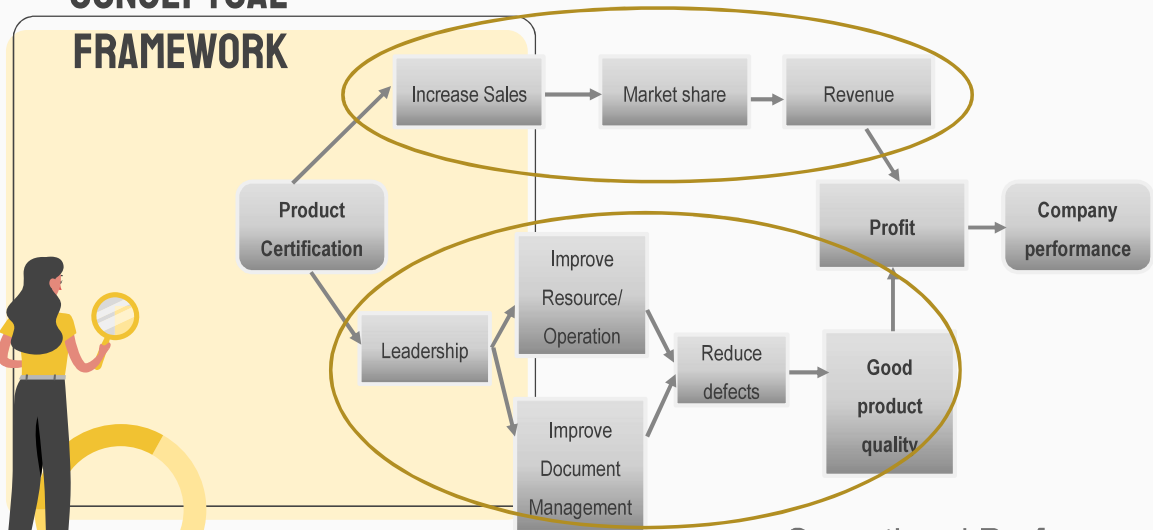 CONCEPTUAL
FRAMEWORK
Increase Sales
Market share
Revenue
Product
Certification
Profit
Company
performance
Improve
Resource/
Operation
Leadership
Reduce
defects
Good
product
quality
Improve
Document
Management